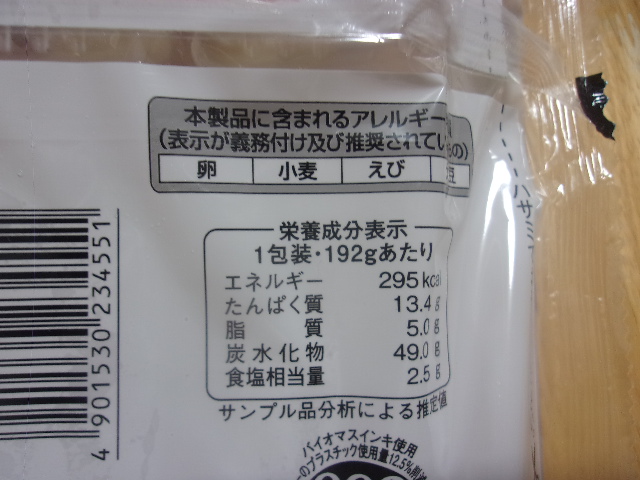 本製品に含まれるアレルギー
(表示が義務付け及び推奨されてい
卵 小麦 えび
栄養成分表示
1包装・192gあたり
エネルギー 295kcal
たんぱく質 13.4g
脂質 5.0g
炭水化物 49.0g
食塩相当量 2.5g
サンプル品分析による推定値
4 901530 234551
バイオマスインキ使用
プラスチック使用量12.5%削
ハサミ